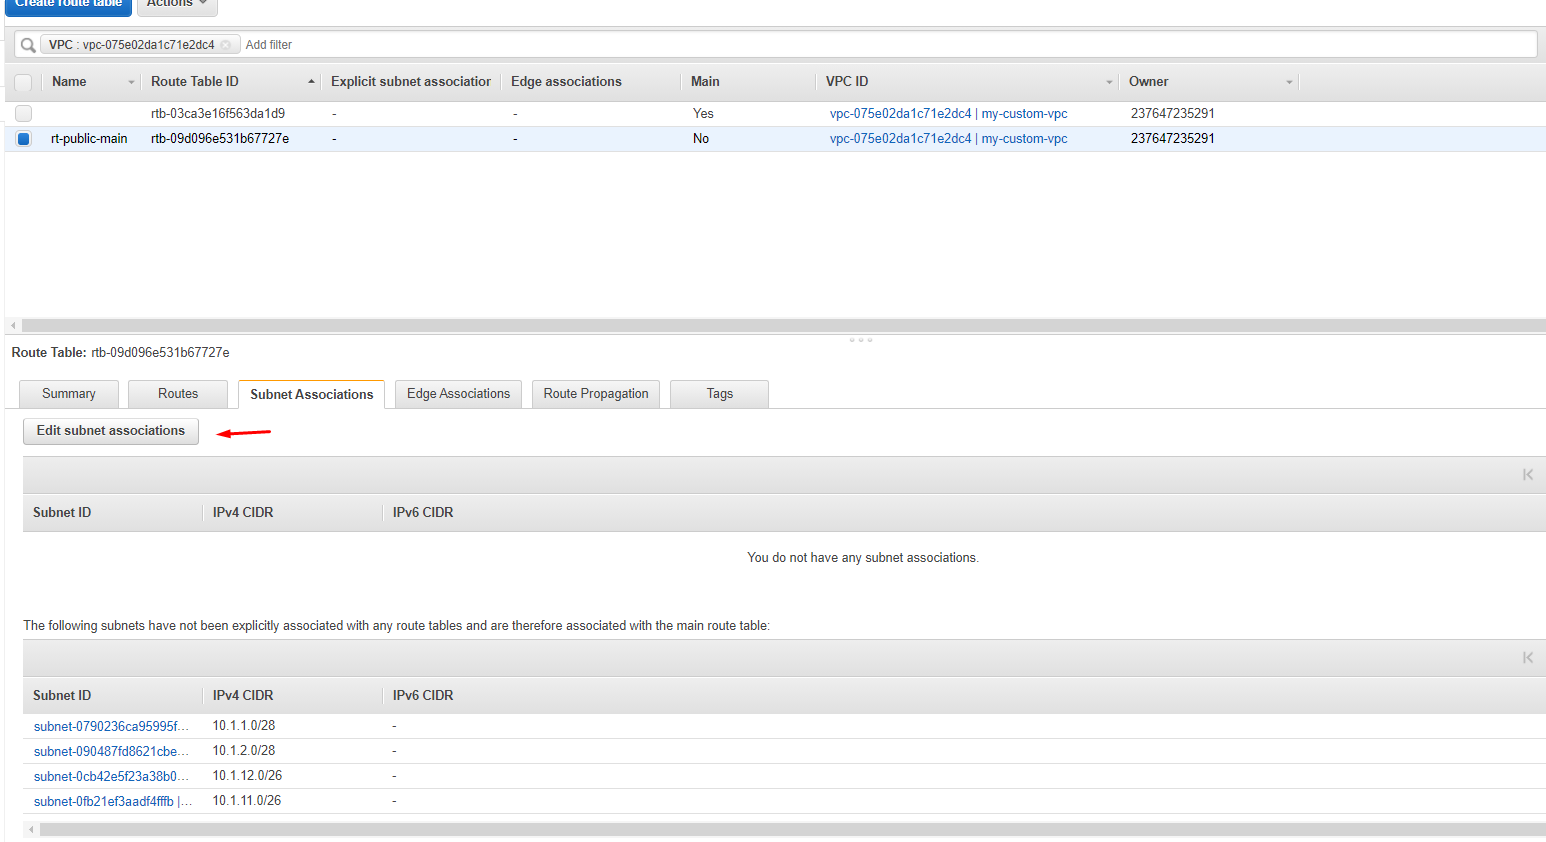 Create route table Actions
VPC : vpc-075e02da1c71e2dc4 Add filter
Name Route Table ID Explicit subnet association Edge associations Main VPC ID Owner
rtb-03ca3e16f563da1d9 - - Yes vpc-075e02da1c71e2dc4 | my-custom-vpc 237647235291
rt-public-main rtb-09d096e531b67727e - - No vpc-075e02da1c71e2dc4 | my-custom-vpc 237647235291
Route Table: rtb-09d096e531b67727e
Summary Routes Subnet Associations Edge Associations Route Propagation Tags
Edit subnet associations
Subnet ID IPv4 CIDR IPv6 CIDR
You do not have any subnet associations.
The following subnets have not been explicitly associated with any route tables and are therefore associated with the main route table:
Subnet ID IPv4 CIDR IPv6 CIDR
subnet-0790236ca95995f... 10.1.1.0/28 -
subnet-090487fd8621cbe... 10.1.2.0/28 -
subnet-0cb42e5f23a38b0... 10.1.12.0/26 -
subnet-0fb21ef3aadf4fffb |... 10.1.11.0/26 -